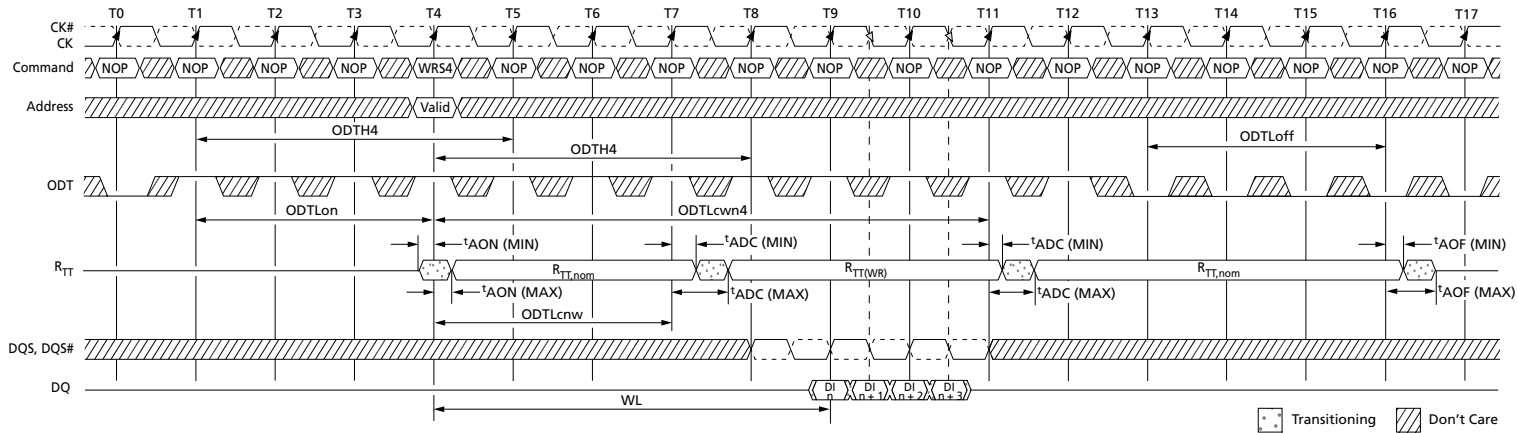 T0 T1 T2 T3 T4 T5 T6 T7 T8 T9 T10 T11 T12 T13 T14 T15 T16 T17
CK#
CK
Command NOP NOP NOP NOP WRS4 NOP NOP NOP NOP NOP NOP NOP NOP NOP NOP NOP NOP NOP
Address Valid
ODTH4 ODTLoff
ODTH4
ODT
ODTLon ODTLcwn4
tAON (MIN) tADC (MIN) tADC (MIN) tAOF (MIN)
RTT RTT,nom RTT(WR) RTT,nom
tAON (MAX) tADC (MAX) tADC (MAX) tAOF (MAX)
ODTLcnw
DQS, DQS#
DQ DI n DI n + 1 DI n + 2 DI n + 3
WL
Transitioning Don't Care